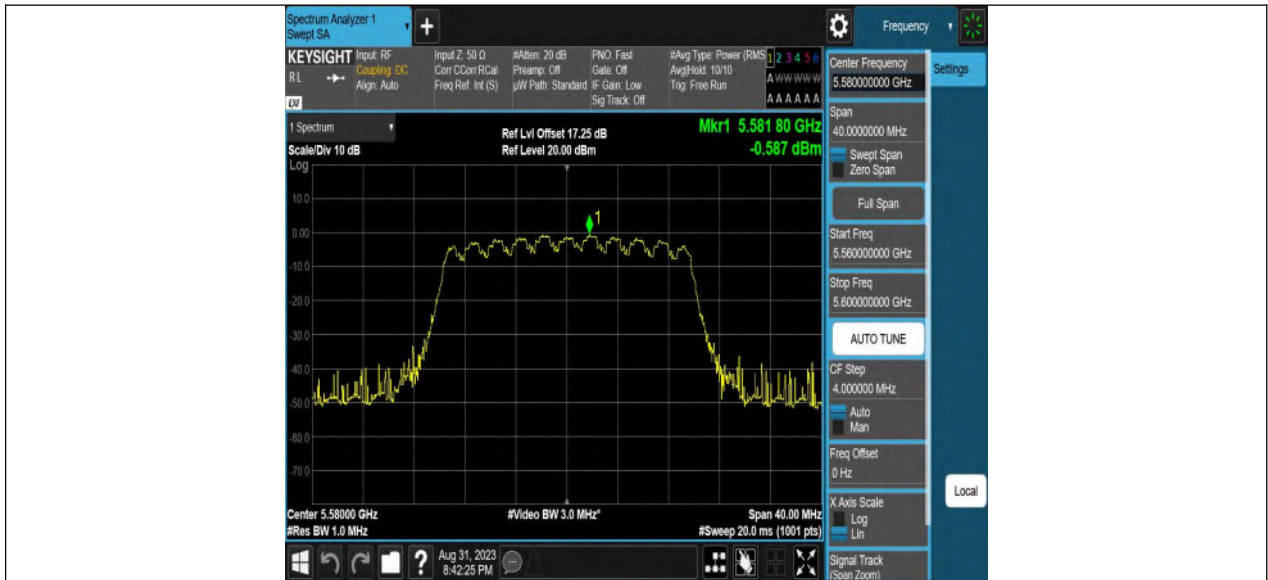 Spectrum Analyzer 1
Swept SA
+
Frequency
KEYSIGHT
RL
LXI
Input: RF
Coupling: DC
Align: Auto
Input Z: 50 Ω
Corr CCorr RCal
Freq Ref: Int (S)
#Atten: 20 dB
Preamp: Off
µW Path: Standard
PNO: Fast
Gate: Off
IF Gain: Low
Sig Track: Off
#Avg Type: Power (RMS
Avg|Hold: 10/10
Trig: Free Run
1 2 3 4 5 6
A W W W W W
A A A A A A
1 Spectrum
Scale/Div 10 dB
Log
Ref Lvl Offset 17.25 dB
Ref Level 20.00 dBm
Mkr1 5.581 80 GHz
-0.587 dBm
1
10.0
0.00
-10.0
-20.0
-30.0
-40.0
-50.0
-60.0
-70.0
Center 5.58000 GHz
#Res BW 1.0 MHz
#Video BW 3.0 MHz*
Span 40.00 MHz
#Sweep 20.0 ms (1001 pts)
?
Aug 31, 2023
8:42:25 PM
Center Frequency
5.580000000 GHz
Settings
Span
40.0000000 MHz
Swept Span
Zero Span
Full Span
Start Freq
5.560000000 GHz
Stop Freq
5.600000000 GHz
AUTO TUNE
CF Step
4.000000 MHz
Auto
Man
Freq Offset
0 Hz
Local
X Axis Scale
Log
Lin
Signal Track
(Span Zoom)